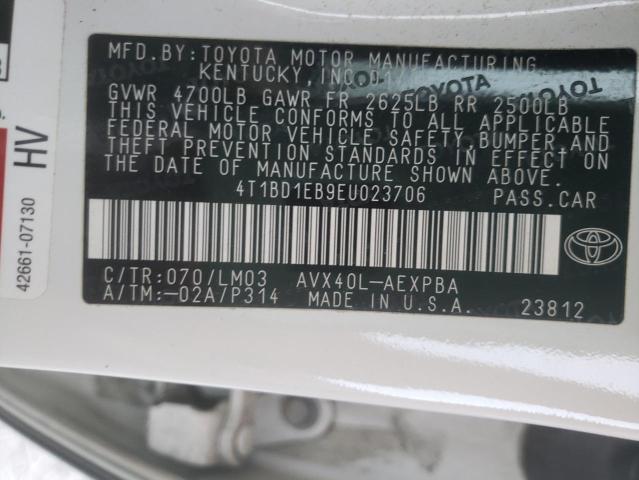 MFD.BY: TOYOTA MOTOR MANUFACTURING
KENTUCKY, INC.
GVWR 4700LB GAWR FR 2625LB RR 2500LB
THIS VEHICLE CONFORMS TO ALL APPLICABLE
FEDERAL MOTOR VEHICLE SAFETY, BUMPER, AND
THEFT PREVENTION STANDARDS IN EFFECT ON
THE DATE OF MANUFACTURE SHOWN ABOVE.
4T1BD1EB9EU023706 PASS.CAR
C/TR: 070/LM03 AVX40L-AEXPBA
A/TM:-02A/P314 MADE IN U.S.A. 23812
TOYOTA
TOYOTA
HV
42661-07130